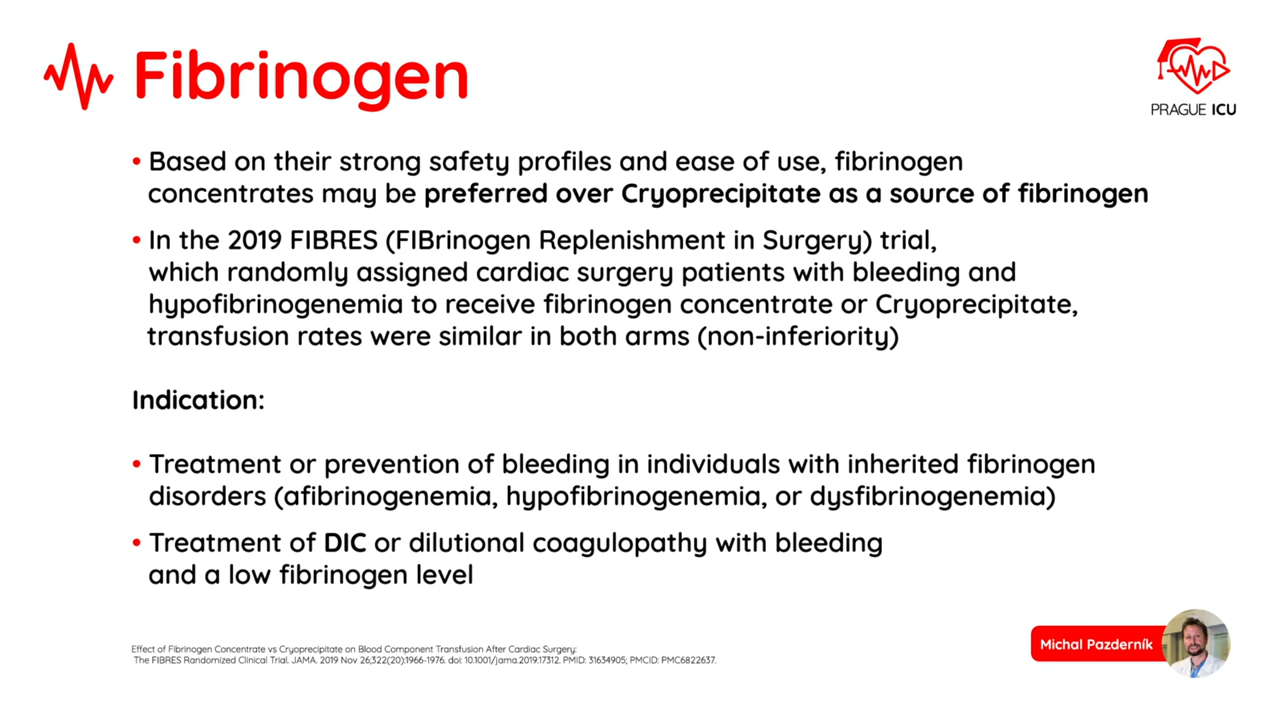 Fibrinogen
PRAGUE ICU
• Based on their strong safety profiles and ease of use, fibrinogen
concentrates may be preferred over Cryoprecipitate as a source of fibrinogen
• In the 2019 FIBRES (FIBrinogen Replenishment in Surgery) trial,
which randomly assigned cardiac surgery patients with bleeding and
hypofibrinogenemia to receive fibrinogen concentrate or Cryoprecipitate,
transfusion rates were similar in both arms (non-inferiority)
Indication:
• Treatment or prevention of bleeding in individuals with inherited fibrinogen
disorders (afibrinogenemia, hypofibrinogenemia, or dysfibrinogenemia)
• Treatment of DIC or dilutional coagulopathy with bleeding
and a low fibrinogen level
Effect of Fibrinogen Concentrate vs Cryoprecipitate on Blood Component Transfusion After Cardiac Surgery:
The FIBRES Randomized Clinical Trial. JAMA. 2019 Nov 26;322(20):1966-1976. doi: 10.1001/jama.2019.17312. PMID: 31634905; PMCID: PMC6822637.
Michal Pazderník